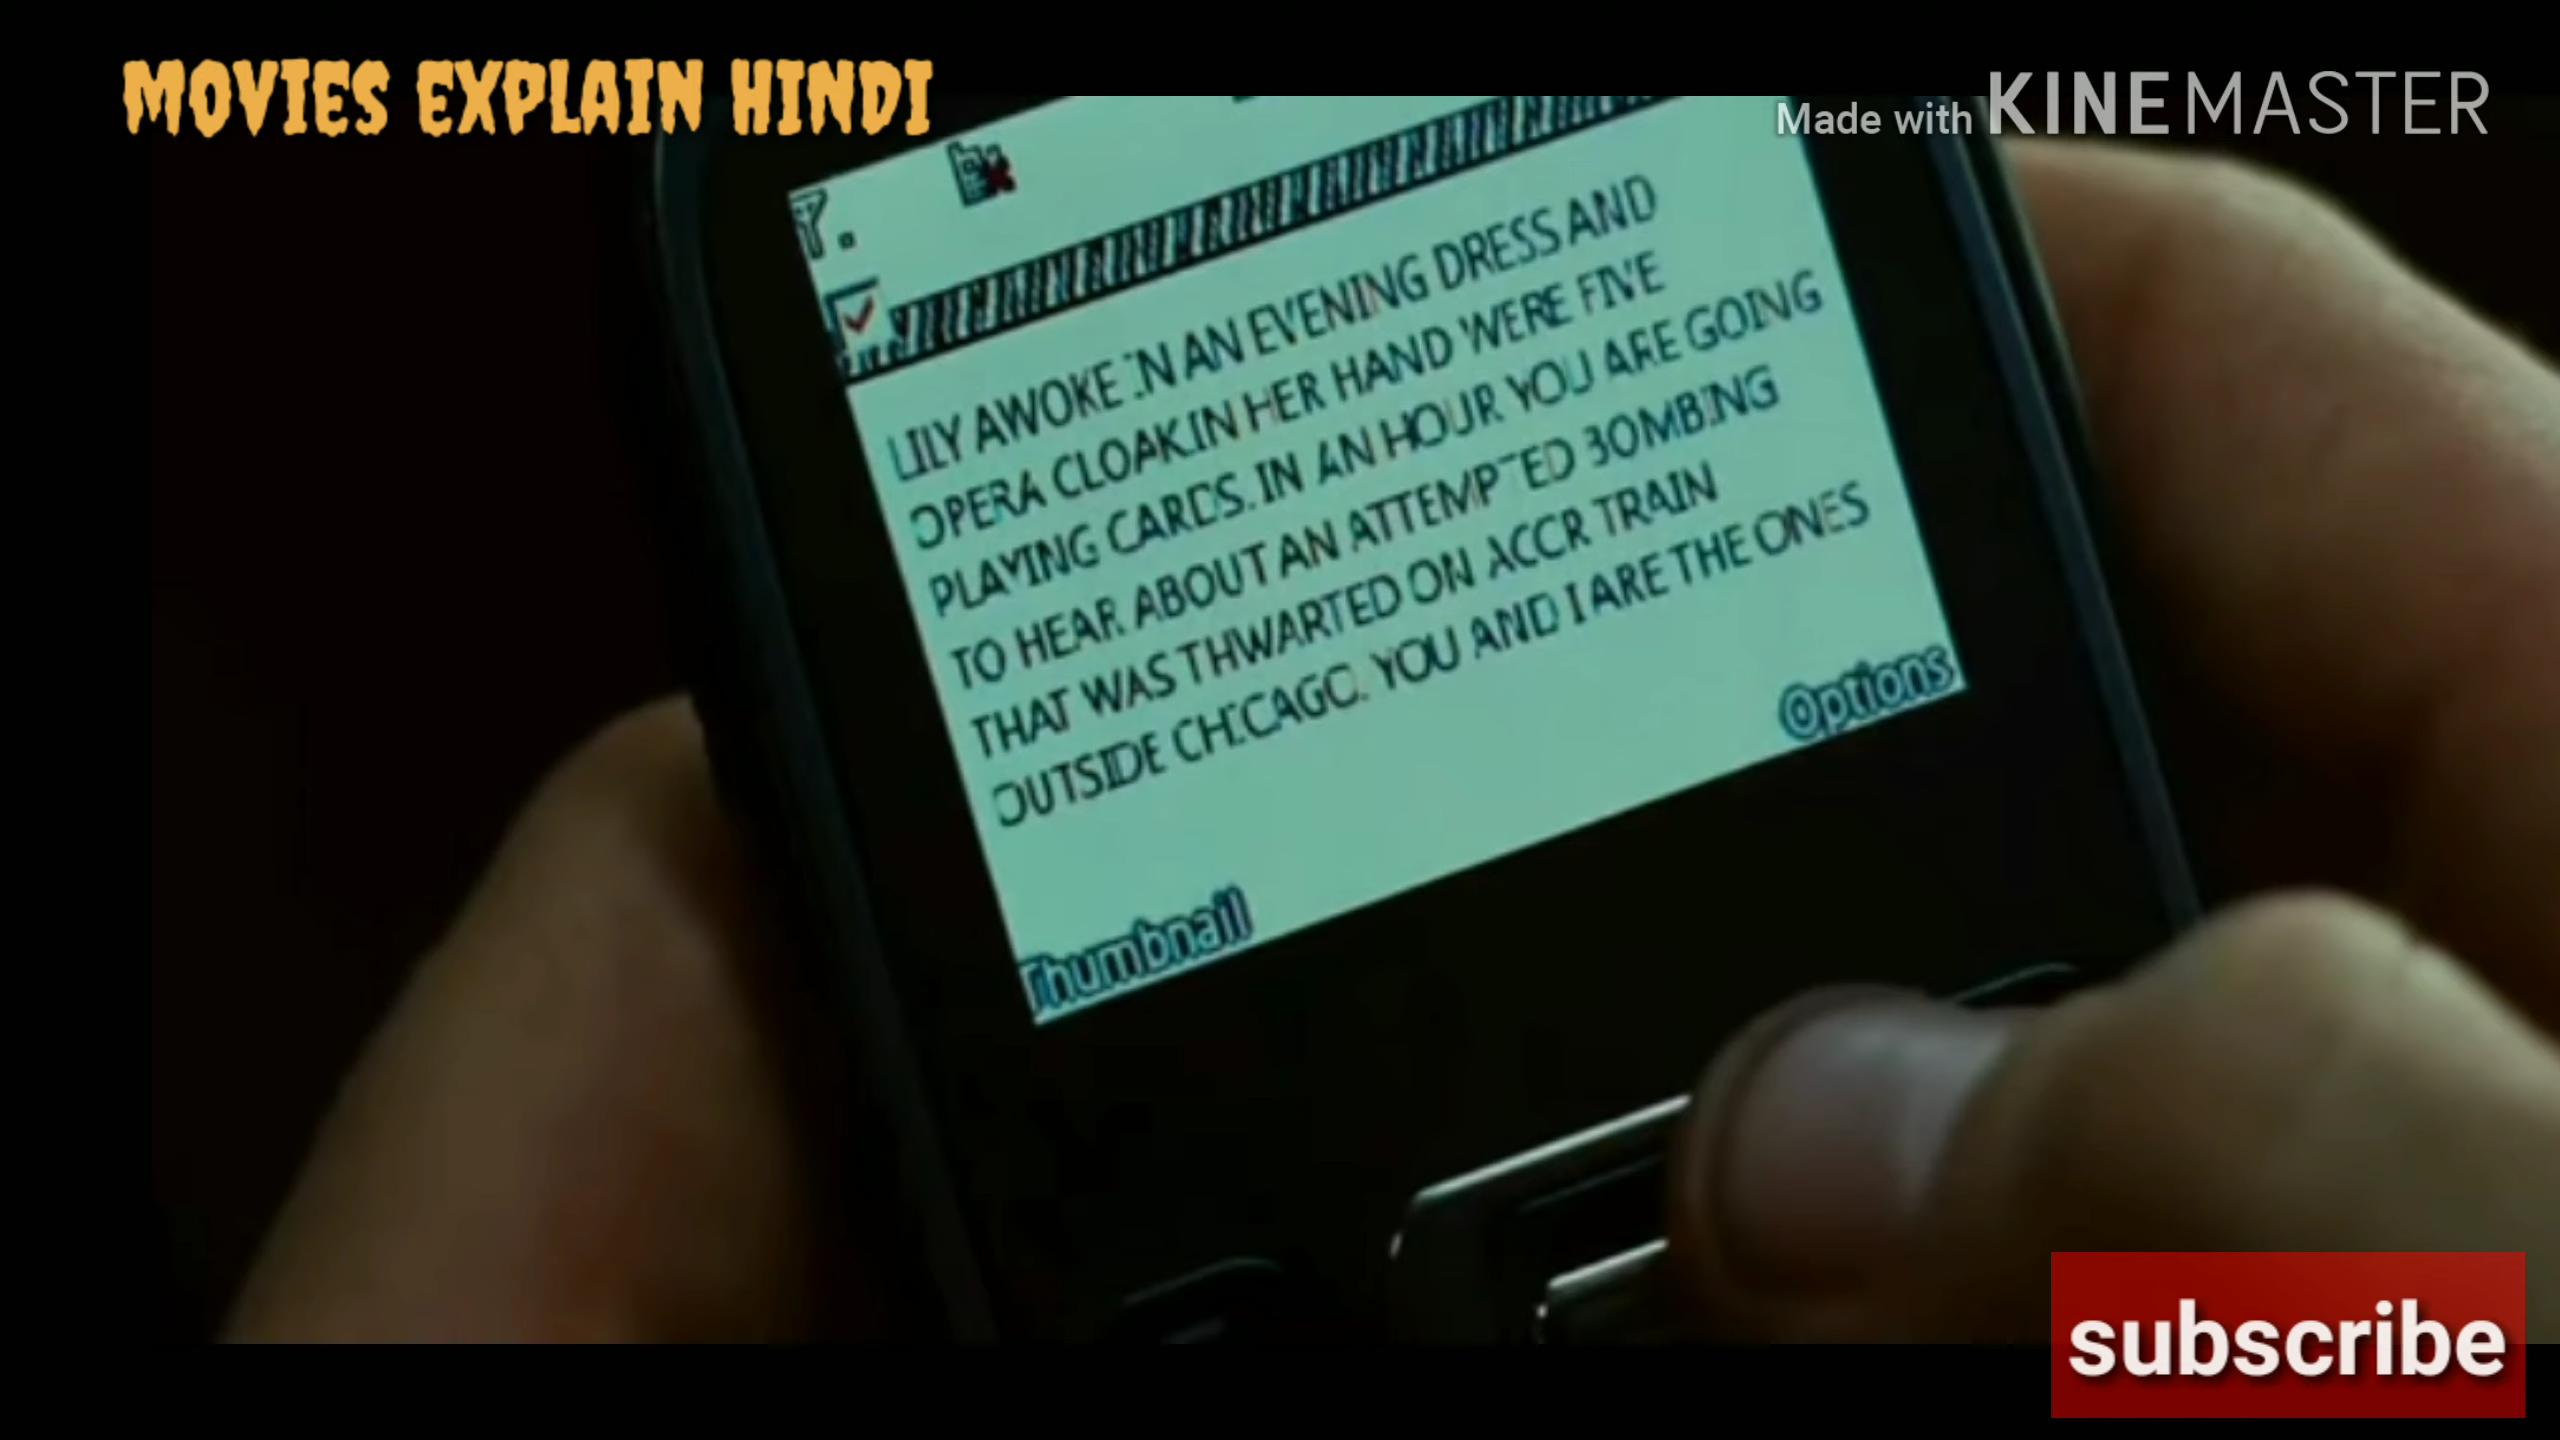 MOVIES EXPLAIN HINDI
Made with KINEMASTER
LILY AWOKE IN AN EVENING DRESS AND
OPERA CLOAK.IN HER HAND WERE FIVE
PLAYING CARDS. IN AN HOUR YOU ARE GOING
TO HEAR ABOUT AN ATTEMPTED BOMBING
THAT WAS THWARTED ON A CCR TRAIN
OUTSIDE CHICAGO. YOU AND I ARE THE ONES
Options
Thumbnail
subscribe